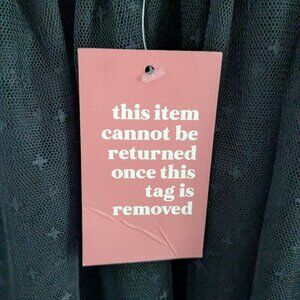 this item
cannot be
returned
once this
tag is
removed